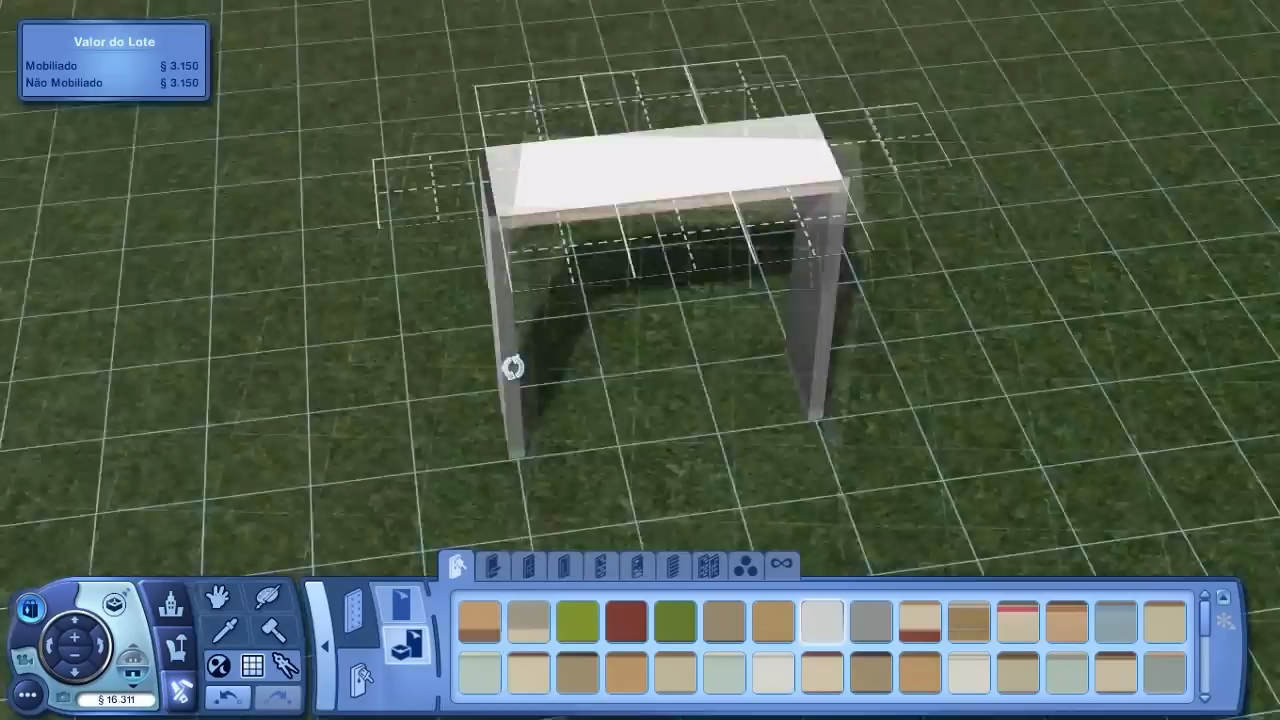 Valor do Lote
Mobiliado § 3.150
Não Mobiliado § 3.150
§ 16.311